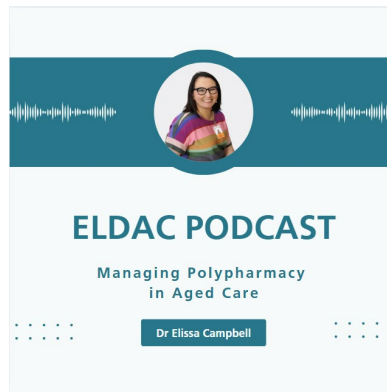 ELDAC PODCAST
Managing Polypharmacy
in Aged Care
Dr Elissa Campbell